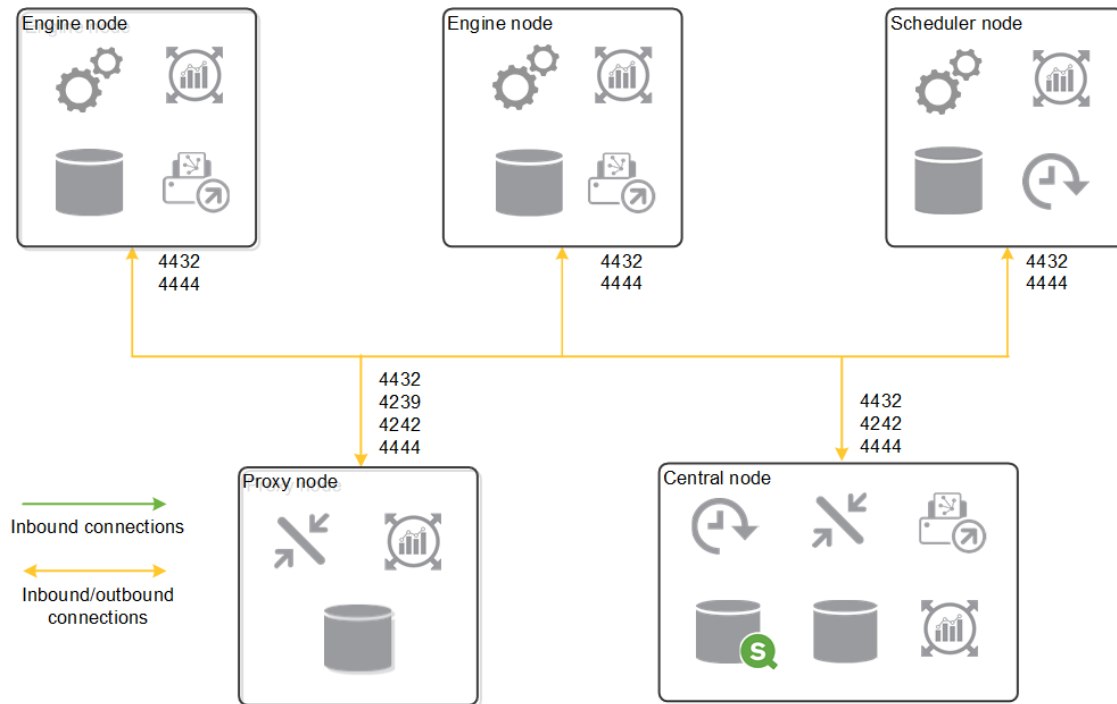 Engine node
Engine node
Scheduler node
4432
4444
4432
4444
4432
4444
4432
4239
4242
4444
4432
4242
4444
Proxy node
Central node
Inbound connections
Inbound/outbound
connections
S